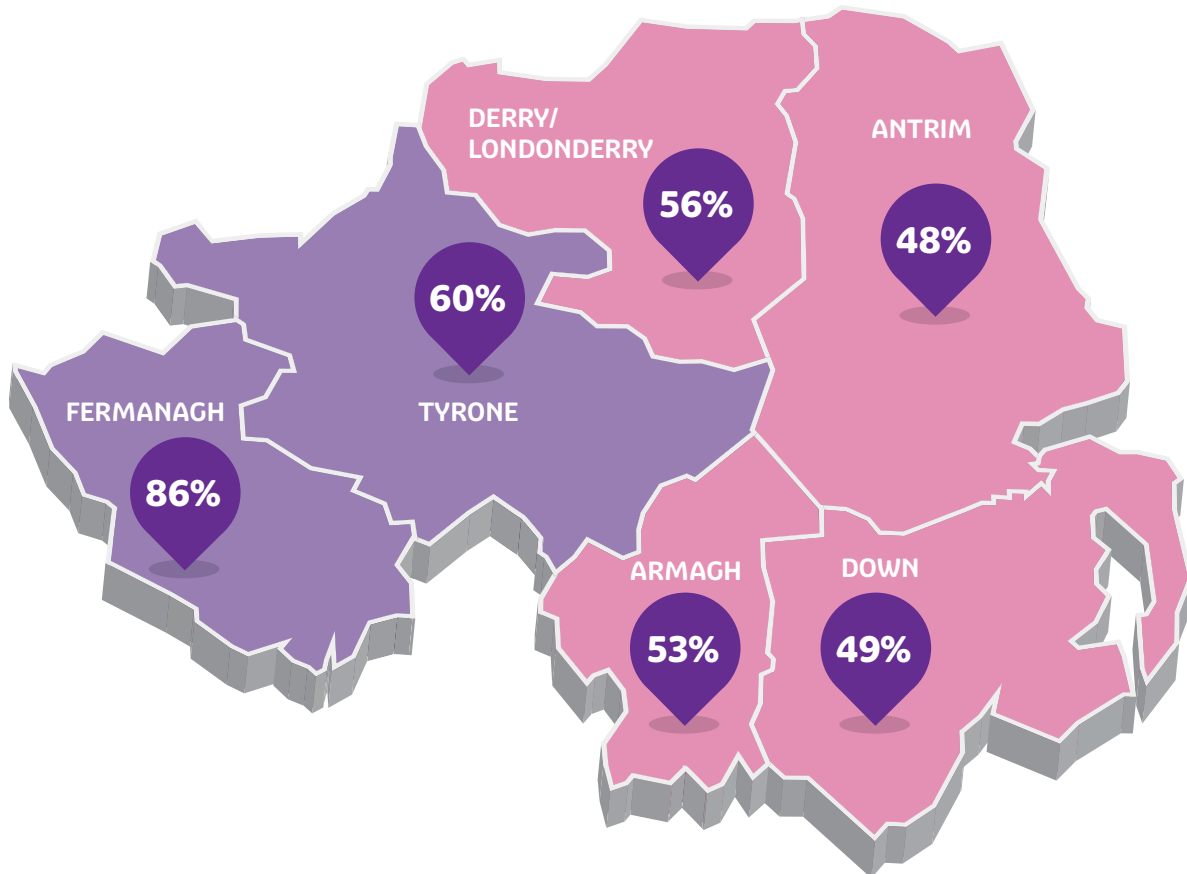 DERRY/
LONDONDERRY
56%
ANTRIM
48%
60%
TYRONE
FERMANAGH
86%
ARMAGH
53%
DOWN
49%